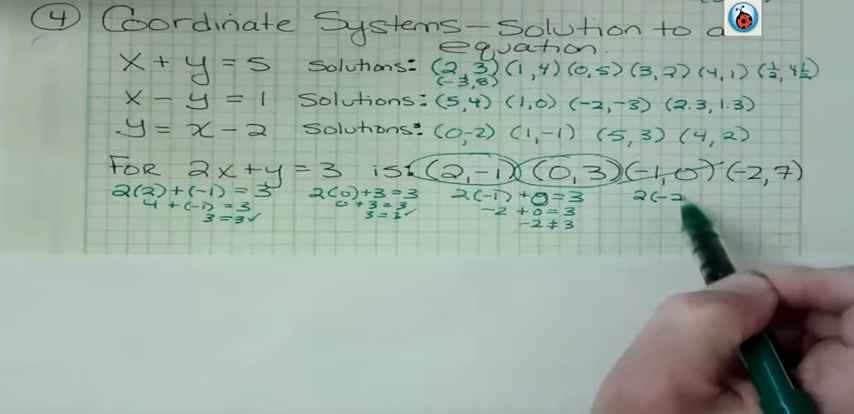 ④ Coordinate Systems - Solution to a
equation.
x + y = 5 Solutions: (2, 3) (1, 4) (0, 5) (3, 2) (4, 1) (½, 4½)
(-3, 8)
x - y = 1 Solutions: (5, 4) (1, 0) (-2, -3) (2.3, 1.3)
y = x - 2 Solutions: (0, -2) (1, -1) (5, 3) (4, 2)
For 2x + y = 3 is: (2, -1) (0, 3) (-1, 0) (-2, 7)
2(2) + (-1) = 3 2(0) + 3 = 3 2(-1) + 0 = 3 2(-2
4 + (-1) = 3 0 + 3 = 3 -2 + 0 = 3
3 = 3 ✓ 3 = 3 ✓ -2 ≠ 3